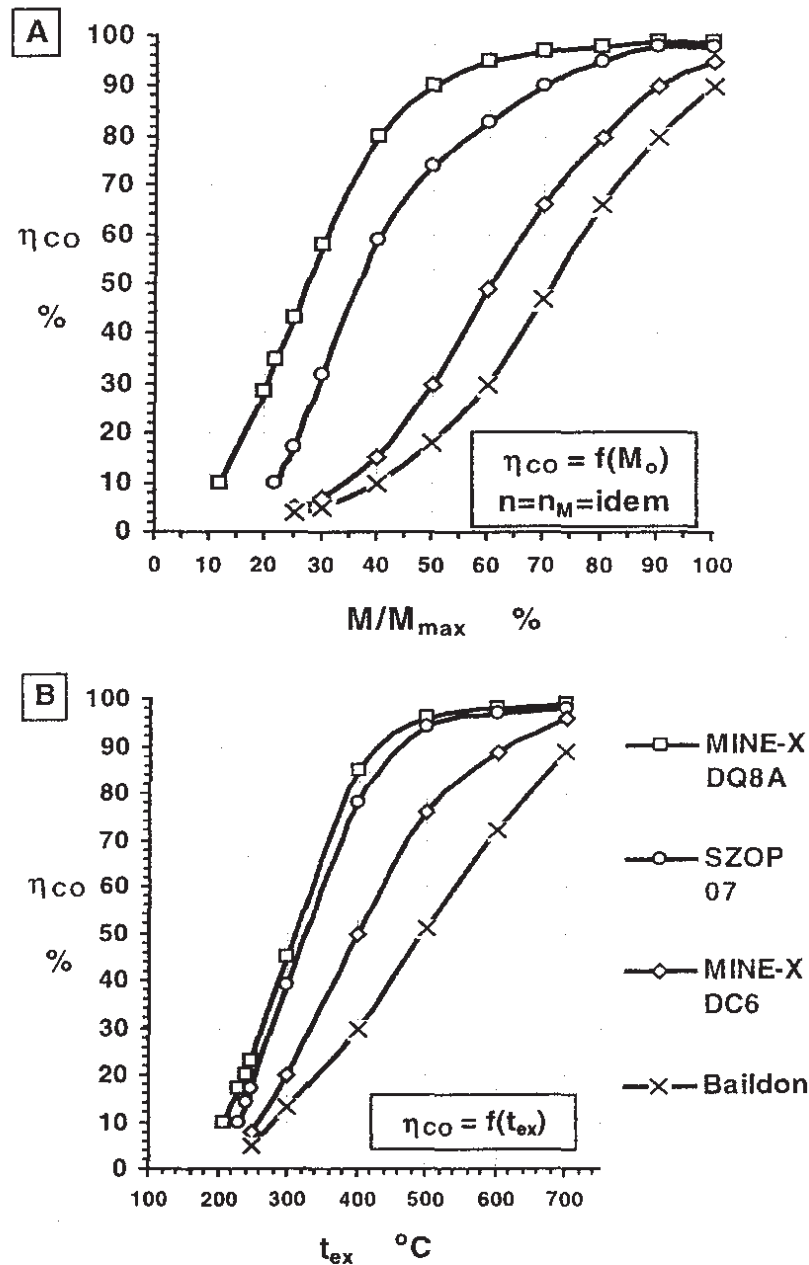 A
100
90
80
70
60
50
40
30
20
10
0
ηCO
%
ηCO = f(Mo)
n=nM=idem
0 10 20 30 40 50 60 70 80 90 100
M/Mmax %
B
100
90
80
70
60
50
40
30
20
10
0
ηCO
%
ηCO = f(tex)
100 200 300 400 500 600 700
tex °C
MINE-X
DQ8A
SZOP
07
MINE-X
DC6
Baildon